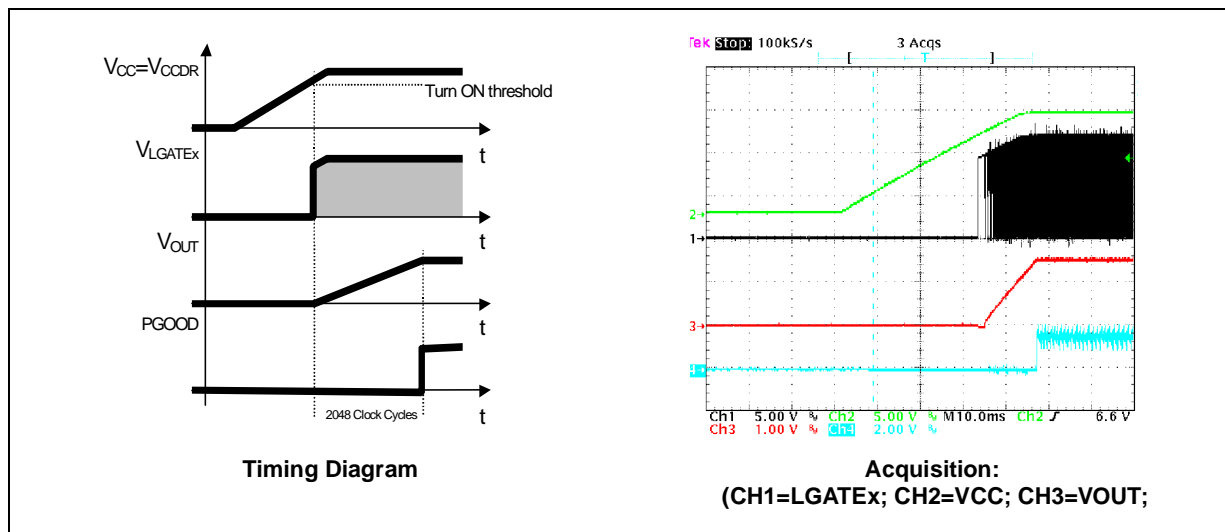 VCC=VCCDR
Turn ON threshold
t
VLGATEx
t
VOUT
t
PGOOD
2048 Clock Cycles
t
Timing Diagram
Tek Stop: 100kS/s 3 Acqs
[ T ]
2→
1→
3→
Ch1 5.00 V Ch2 5.00 V M10.0ms Ch2 6.6 V
Ch3 1.00 V Ch4 2.00 V
Acquisition:
(CH1=LGATEx; CH2=VCC; CH3=VOUT;